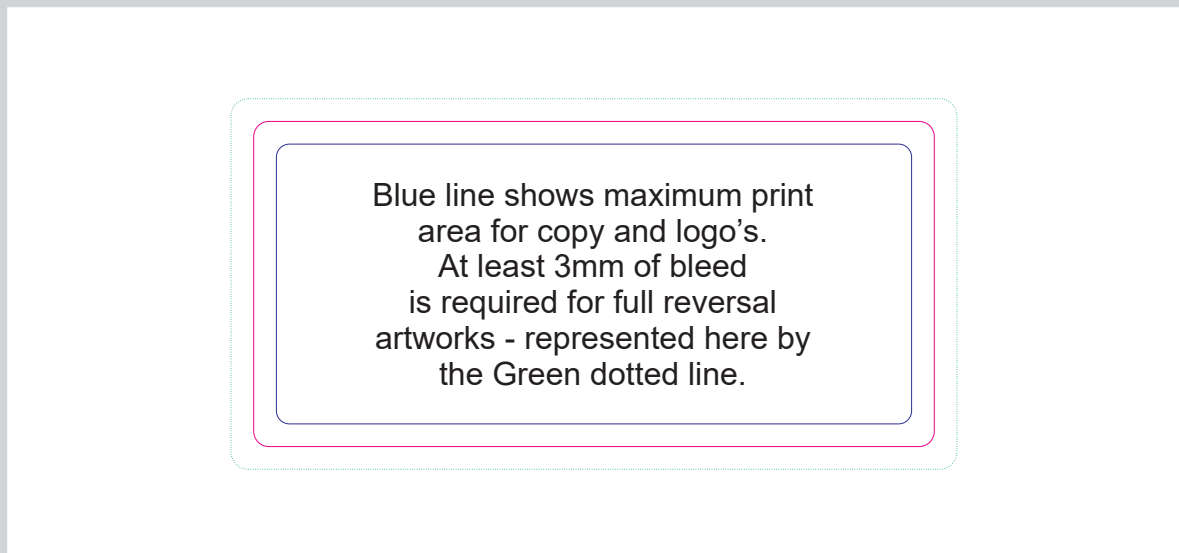 Blue line shows maximum print
area for copy and logo’s.
At least 3mm of bleed
is required for full reversal
artworks - represented here by
the Green dotted line.